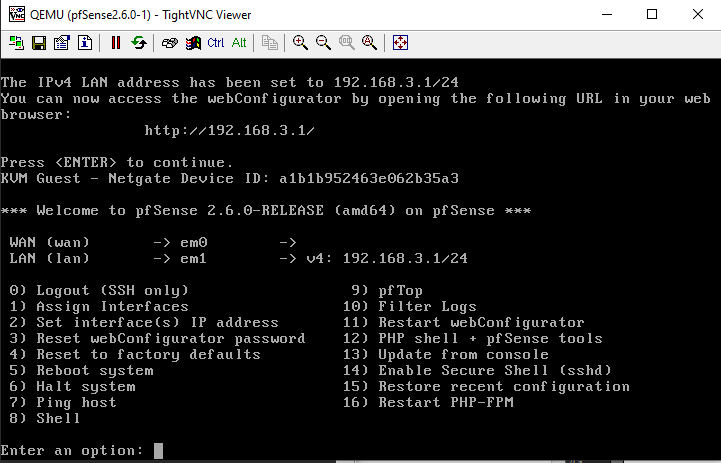 QEMU (pfSense2.6.0-1) - TightVNC Viewer
Ctrl Alt
The IPv4 LAN address has been set to 192.168.3.1/24
You can now access the webConfigurator by opening the following URL in your web
browser:
http://192.168.3.1/
Press <ENTER> to continue.
KVM Guest - Netgate Device ID: a1b1b952463e062b35a3
*** Welcome to pfSense 2.6.0-RELEASE (amd64) on pfSense ***
WAN (wan) -> em0 ->
LAN (lan) -> em1 -> v4: 192.168.3.1/24
0) Logout (SSH only) 9) pfTop
1) Assign Interfaces 10) Filter Logs
2) Set interface(s) IP address 11) Restart webConfigurator
3) Reset webConfigurator password 12) PHP shell + pfSense tools
4) Reset to factory defaults 13) Update from console
5) Reboot system 14) Enable Secure Shell (sshd)
6) Halt system 15) Restore recent configuration
7) Ping host 16) Restart PHP-FPM
8) Shell
Enter an option: